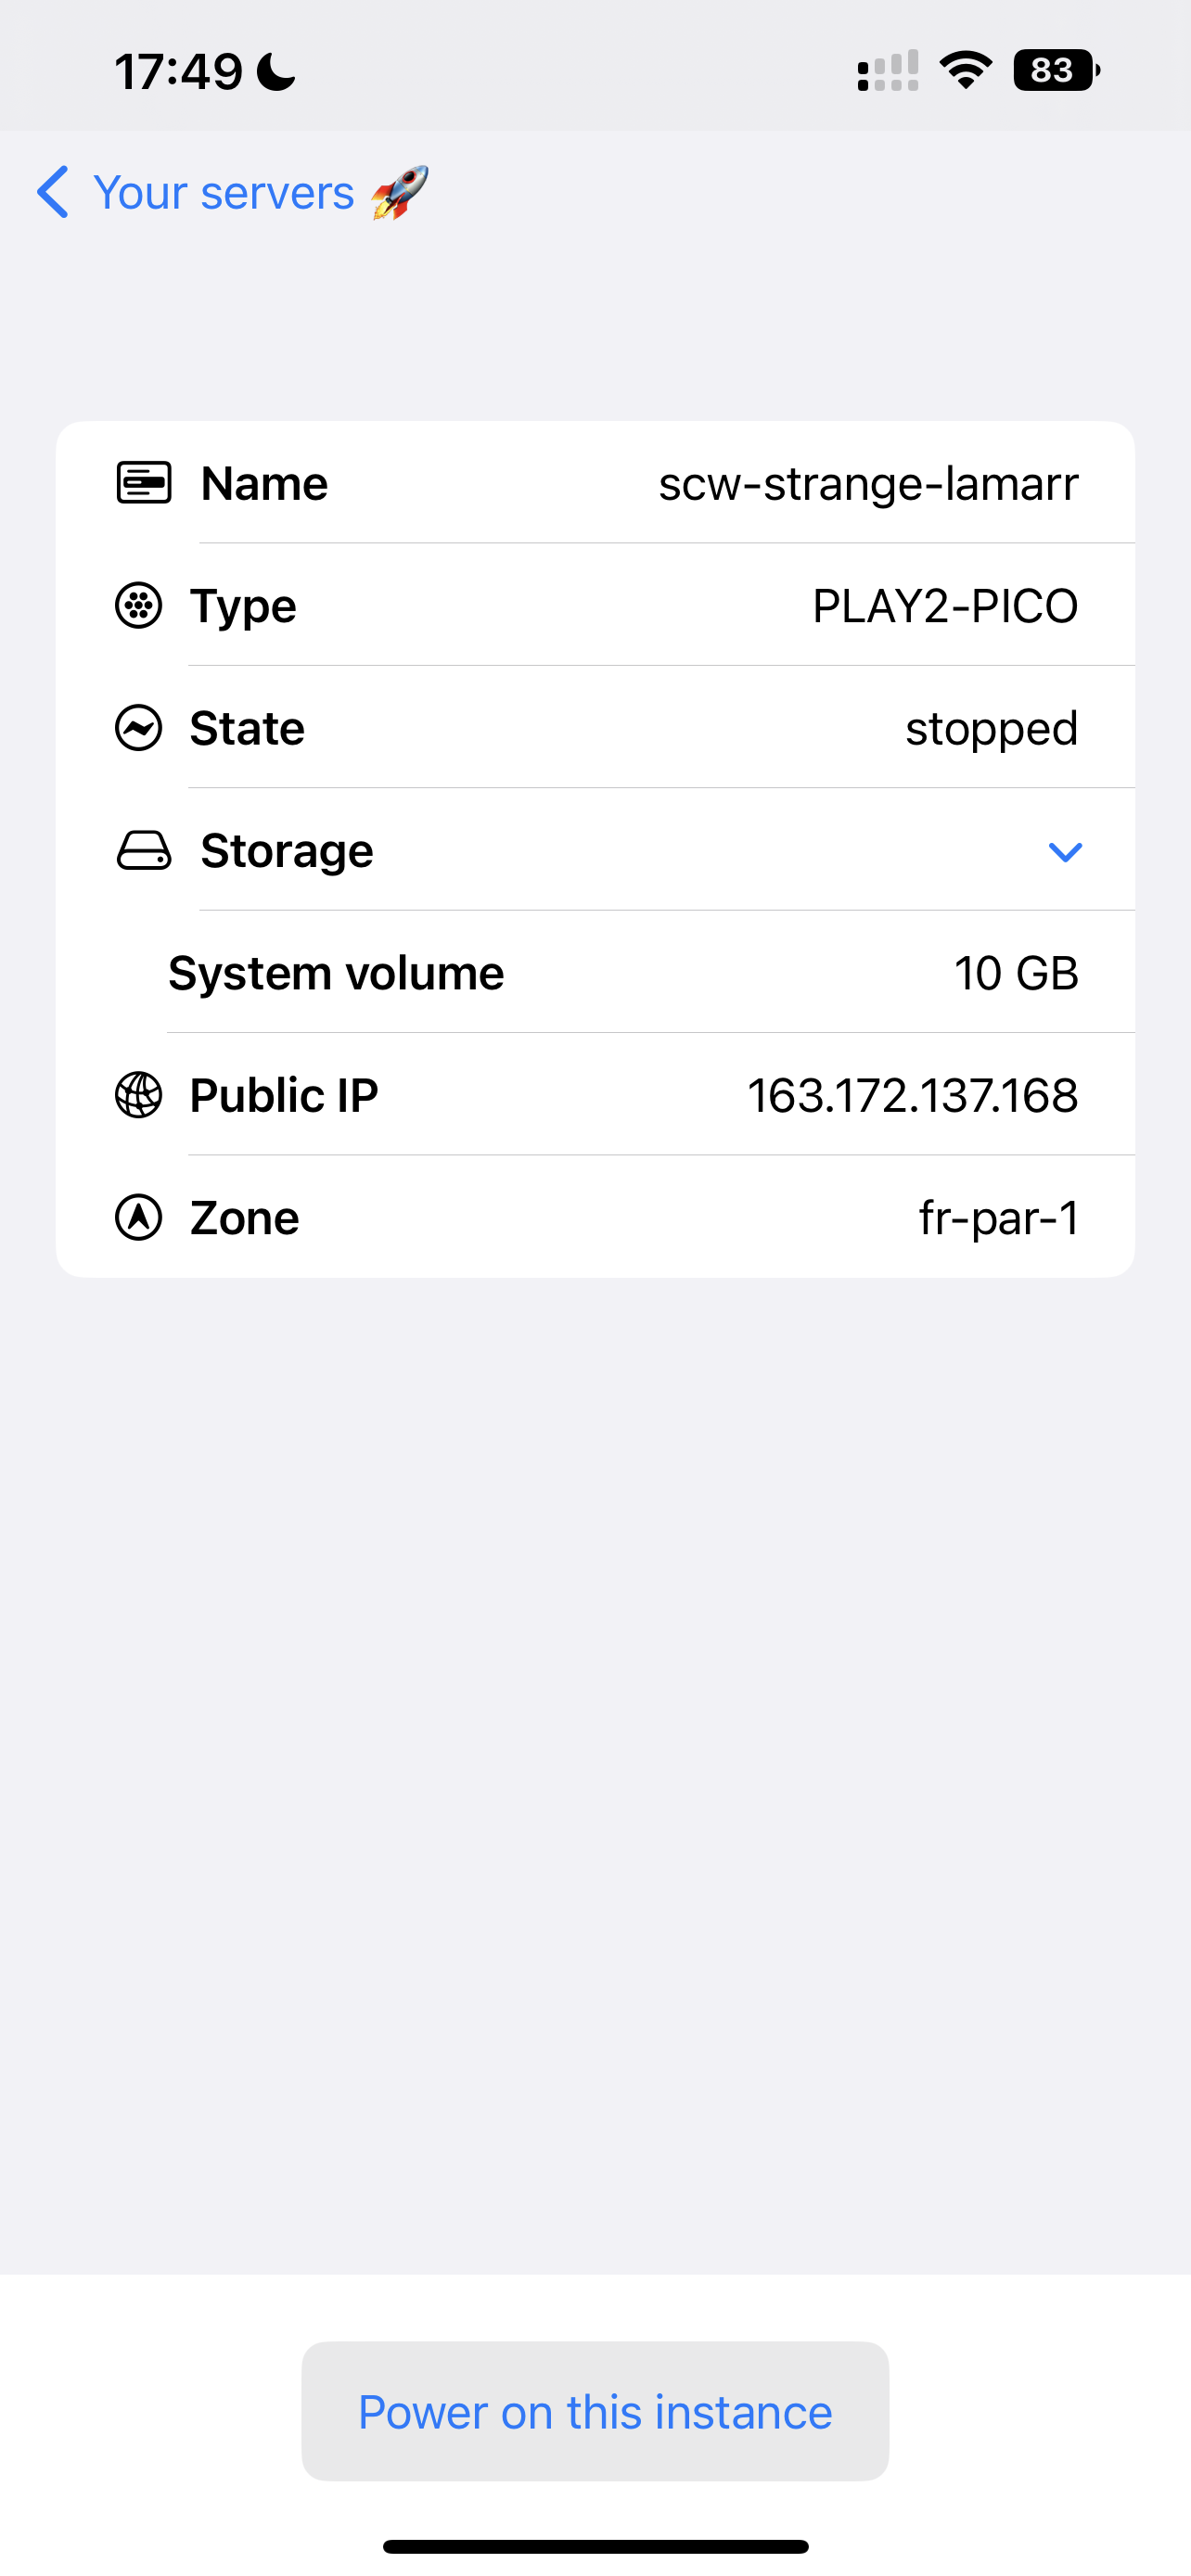 17:49
83
Your servers 🚀
Name scw-strange-lamarr
Type PLAY2-PICO
State stopped
Storage
System volume 10 GB
Public IP 163.172.137.168
Zone fr-par-1
Power on this instance